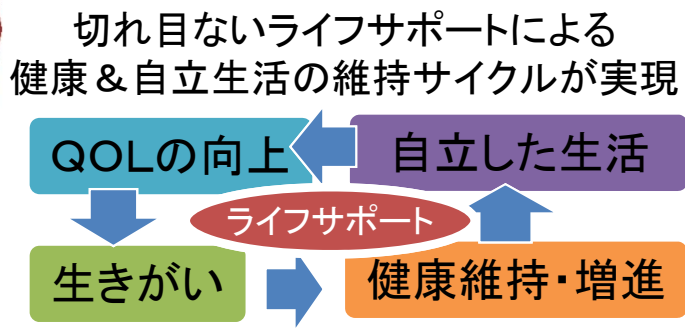 切れ目ないライフサポートによる
健康＆自立生活の維持サイクルが実現
ＱＯＬの向上
自立した生活
ライフサポート
生きがい
健康維持・増進